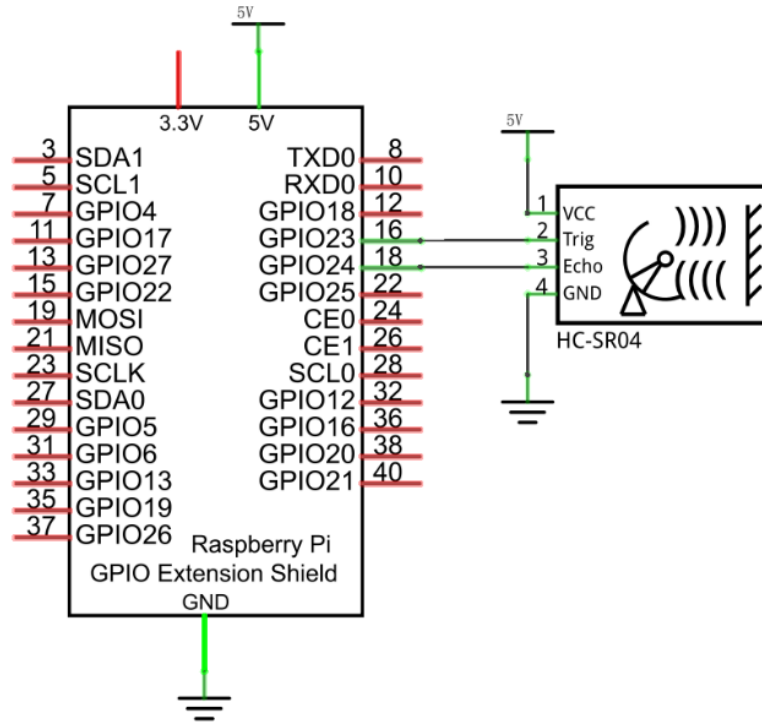 5V
3.3V 5V
3 SDA1 TXD0 8
5 SCL1 RXD0 10
7 GPIO4 GPIO18 12
11 GPIO17 GPIO23 16
13 GPIO27 GPIO24 18
15 GPIO22 GPIO25 22
19 MOSI CE0 24
21 MISO CE1 26
23 SCLK SCL0 28
27 SDA0 GPIO12 32
29 GPIO5 GPIO16 36
31 GPIO6 GPIO20 38
33 GPIO13 GPIO21 40
35 GPIO19
37 GPIO26
Raspberry Pi
GPIO Extension Shield
GND
5V
1 VCC
2 Trig
3 Echo
4 GND
HC-SR04